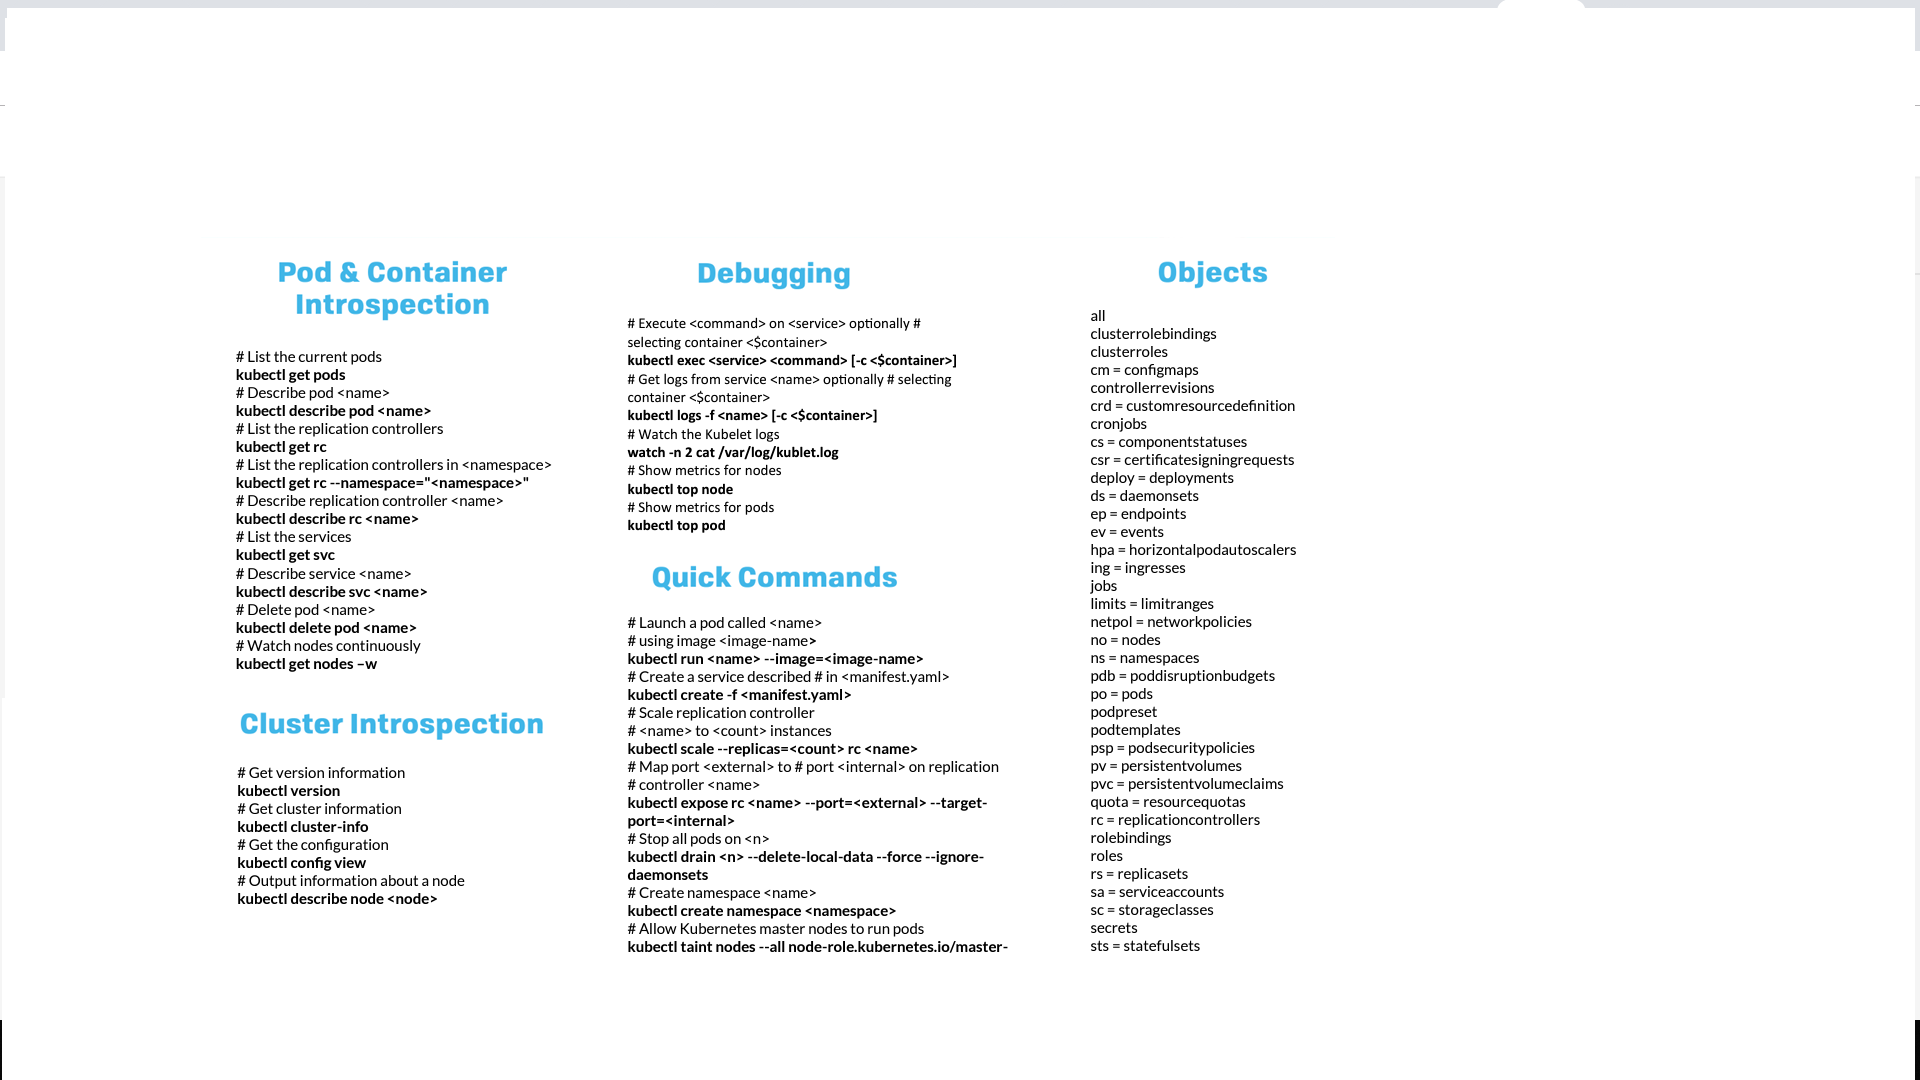 Pod & Container
Introspection
# List the current pods
kubectl get pods
# Describe pod <name>
kubectl describe pod <name>
# List the replication controllers
kubectl get rc
# List the replication controllers in <namespace>
kubectl get rc --namespace="<namespace>"
# Describe replication controller <name>
kubectl describe rc <name>
# List the services
kubectl get svc
# Describe service <name>
kubectl describe svc <name>
# Delete pod <name>
kubectl delete pod <name>
# Watch nodes continuously
kubectl get nodes –w
Cluster Introspection
# Get version information
kubectl version
# Get cluster information
kubectl cluster-info
# Get the configuration
kubectl config view
# Output information about a node
kubectl describe node <node>
Debugging
# Execute <command> on <service> optionally #
selecting container <$container>
kubectl exec <service> <command> [-c <$container>]
# Get logs from service <name> optionally # selecting
container <$container>
kubectl logs -f <name> [-c <$container>]
# Watch the Kubelet logs
watch -n 2 cat /var/log/kublet.log
# Show metrics for nodes
kubectl top node
# Show metrics for pods
kubectl top pod
Quick Commands
# Launch a pod called <name>
# using image <image-name>
kubectl run <name> --image=<image-name>
# Create a service described # in <manifest.yaml>
kubectl create -f <manifest.yaml>
# Scale replication controller
# <name> to <count> instances
kubectl scale --replicas=<count> rc <name>
# Map port <external> to # port <internal> on replication
# controller <name>
kubectl expose rc <name> --port=<external> --target-
port=<internal>
# Stop all pods on <n>
kubectl drain <n> --delete-local-data --force --ignore-
daemonsets
# Create namespace <name>
kubectl create namespace <namespace>
# Allow Kubernetes master nodes to run pods
kubectl taint nodes --all node-role.kubernetes.io/master-
Objects
all
clusterrolebindings
clusterroles
cm = configmaps
controllerrevisions
crd = customresourcedefinition
cronjobs
cs = componentstatuses
csr = certificatesigningrequests
deploy = deployments
ds = daemonsets
ep = endpoints
ev = events
hpa = horizontalpodautoscalers
ing = ingresses
jobs
limits = limitranges
netpol = networkpolicies
no = nodes
ns = namespaces
pdb = poddisruptionbudgets
po = pods
podpreset
podtemplates
psp = podsecuritypolicies
pv = persistentvolumes
pvc = persistentvolumeclaims
quota = resourcequotas
rc = replicationcontrollers
rolebindings
roles
rs = replicasets
sa = serviceaccounts
sc = storageclasses
secrets
sts = statefulsets